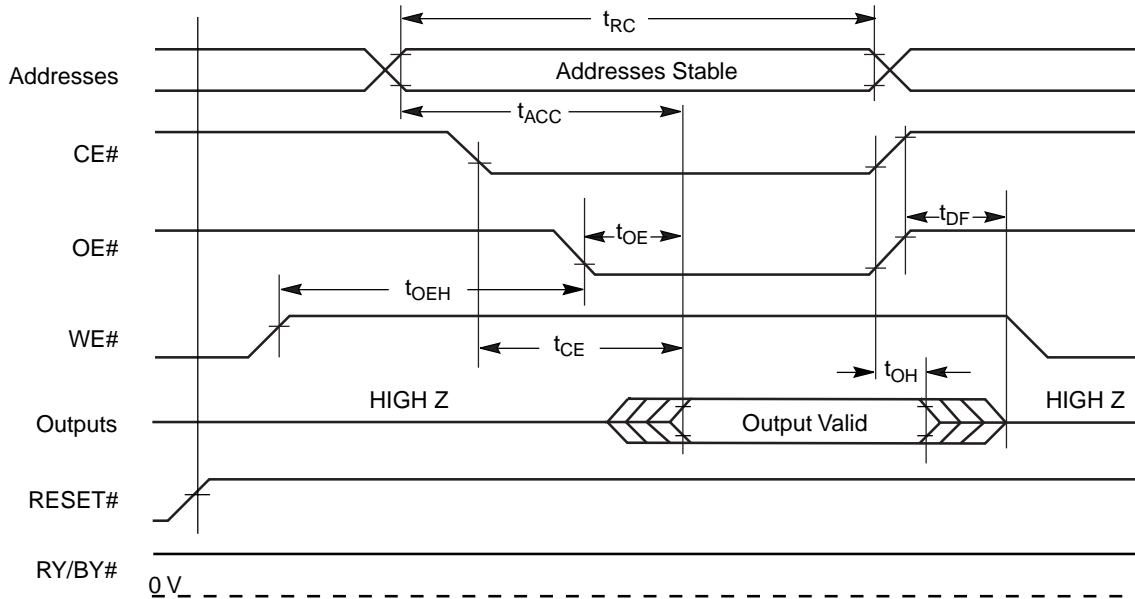 tRC
Addresses
Addresses Stable
tACC
CE#
tDF
OE#
tOE
tOEH
WE#
tCE
tOH
HIGH Z
HIGH Z
Outputs
Output Valid
RESET#
RY/BY#
0 V